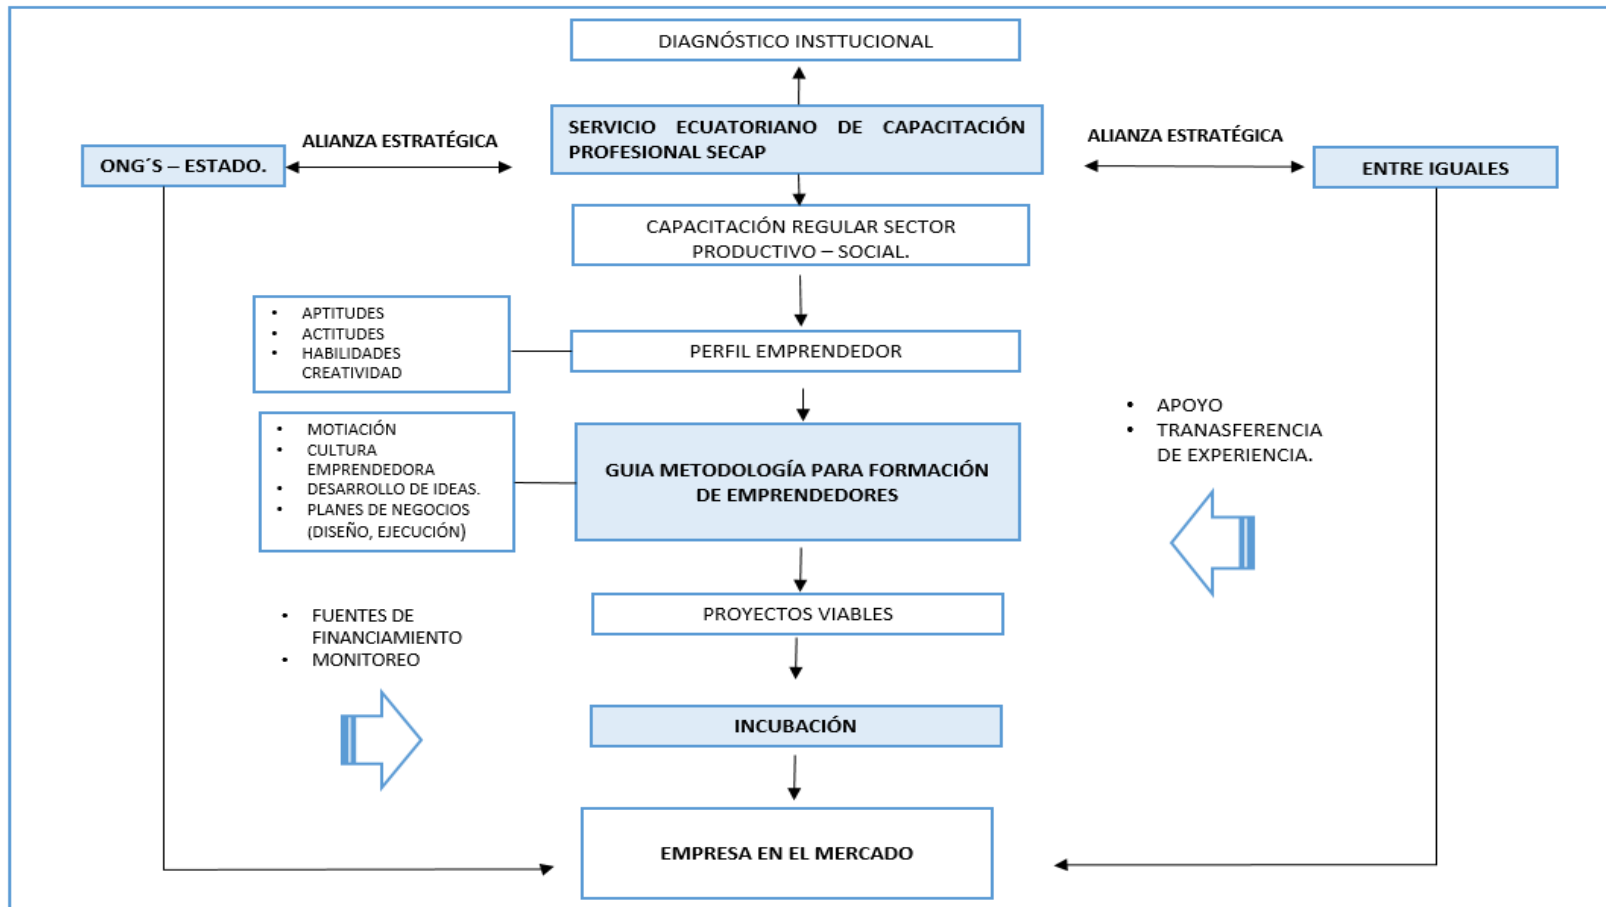 DIAGNÓSTICO INSTTUCIONAL
ALIANZA ESTRATÉGICA
SERVICIO ECUATORIANO DE CAPACITACIÓN
PROFESIONAL SECAP
ALIANZA ESTRATÉGICA
ONG´S – ESTADO.
ENTRE IGUALES
CAPACITACIÓN REGULAR SECTOR
PRODUCTIVO – SOCIAL.
• APTITUDES
• ACTITUDES
• HABILIDADES
CREATIVIDAD
PERFIL EMPRENDEDOR
• MOTIACIÓN
• CULTURA
EMPRENDEDORA
• DESARROLLO DE IDEAS.
• PLANES DE NEGOCIOS
(DISEÑO, EJECUCIÓN)
GUIA METODOLOGÍA PARA FORMACIÓN
DE EMPRENDEDORES
• APOYO
• TRANASFERENCIA
DE EXPERIENCIA.
• FUENTES DE
FINANCIAMIENTO
• MONITOREO
PROYECTOS VIABLES
INCUBACIÓN
EMPRESA EN EL MERCADO